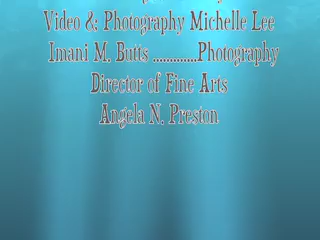 Video &; Photography Michelle Lee
Imani M. Butts .............Photography
Director of Fine Arts
Angela N. Preston